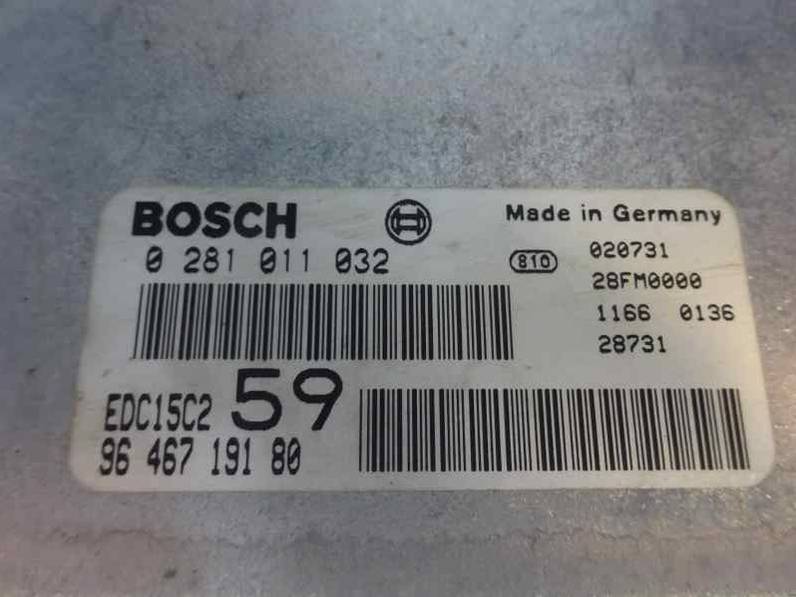 BOSCH
Made in Germany
0 281 011 032
810
020731
28FM0000
1166 0136
28731
EDC15C2 59
96 467 191 80